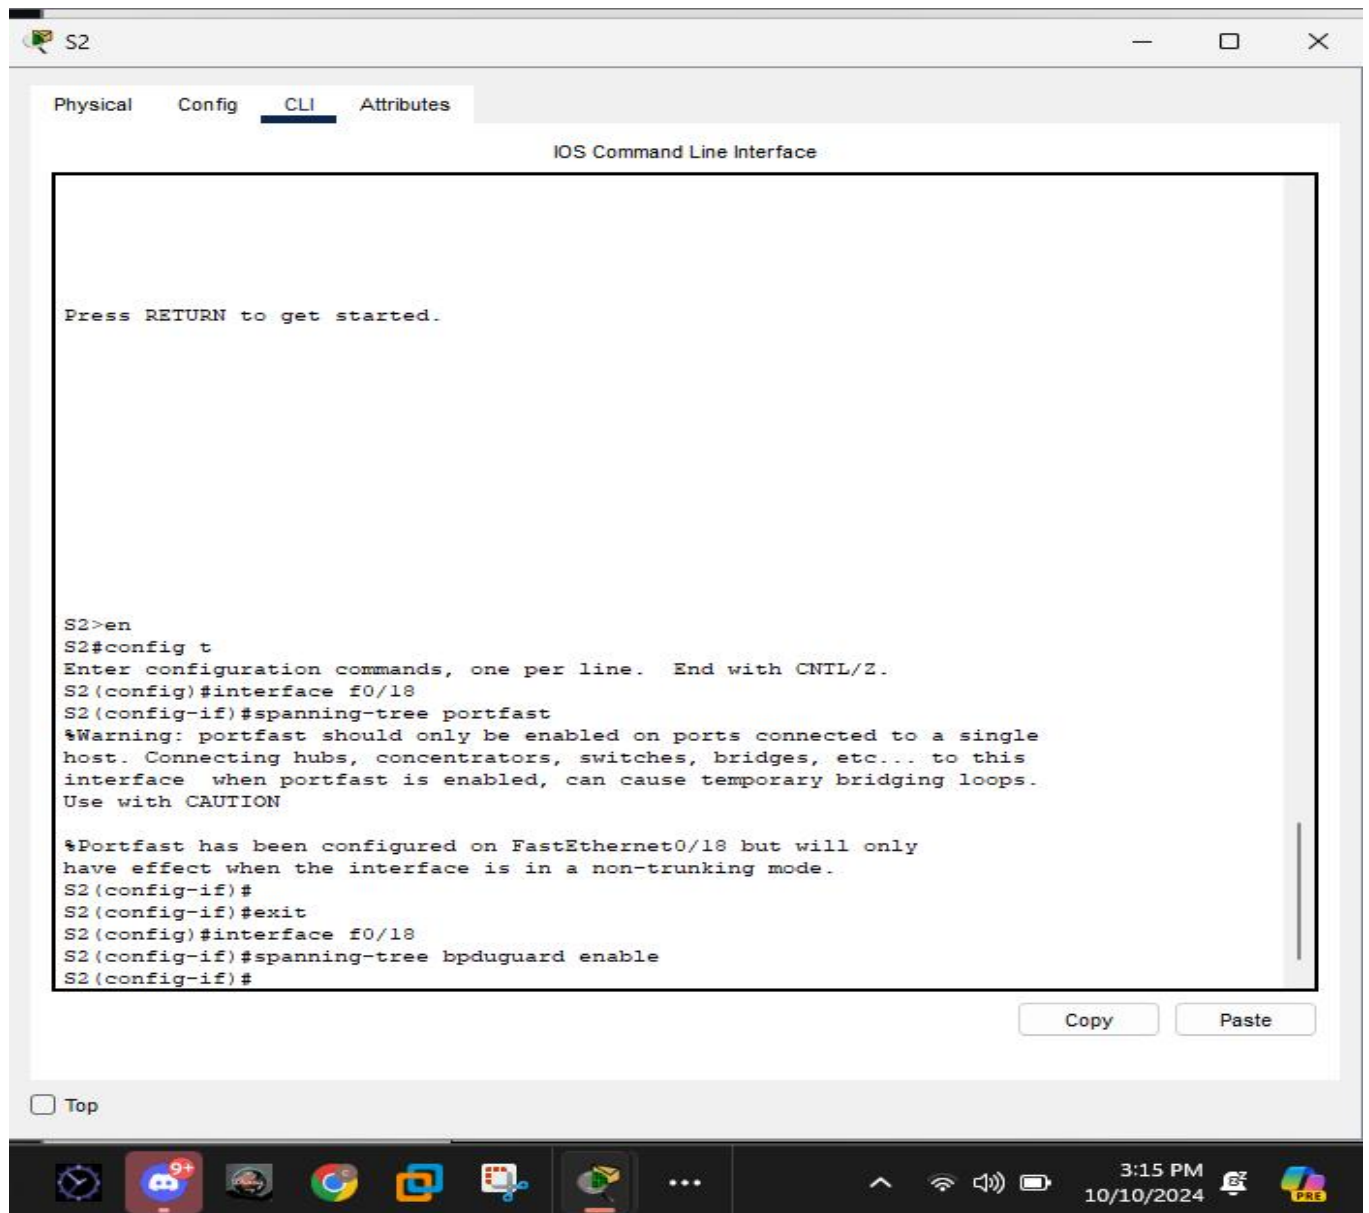 S2
Physical Config CLI Attributes
IOS Command Line Interface
Press RETURN to get started.
S2>en
S2#config t
Enter configuration commands, one per line.  End with CNTL/Z.
S2(config)#interface f0/18
S2(config-if)#spanning-tree portfast
%Warning: portfast should only be enabled on ports connected to a single
host. Connecting hubs, concentrators, switches, bridges, etc... to this
interface  when portfast is enabled, can cause temporary bridging loops.
Use with CAUTION
%Portfast has been configured on FastEthernet0/18 but will only
have effect when the interface is in a non-trunking mode.
S2(config-if)#
S2(config-if)#exit
S2(config)#interface f0/18
S2(config-if)#spanning-tree bpduguard enable
S2(config-if)#
Copy Paste
Top
9+
3:15 PM
10/10/2024
PRE